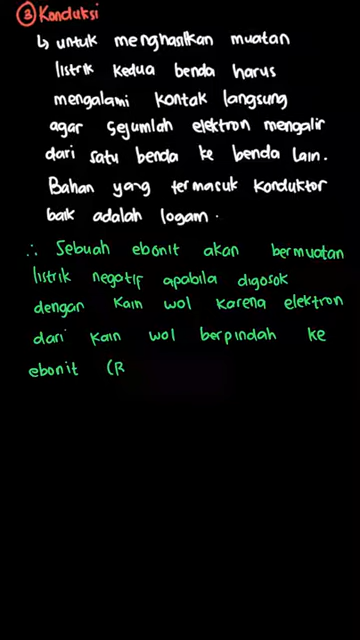 ③ Konduksi
↳ untuk menghasilkan muatan
listrik kedua benda harus
mengalami kontak langsung
agar sejumlah elektron mengalir
dari satu benda ke benda lain.
Bahan yang termasuk konduktor
baik adalah logam.
∴ Sebuah ebonit akan bermuatan
listrik negatif apabila digosok
dengan kain wol karena elektron
dari kain wol berpindah ke
ebonit (B